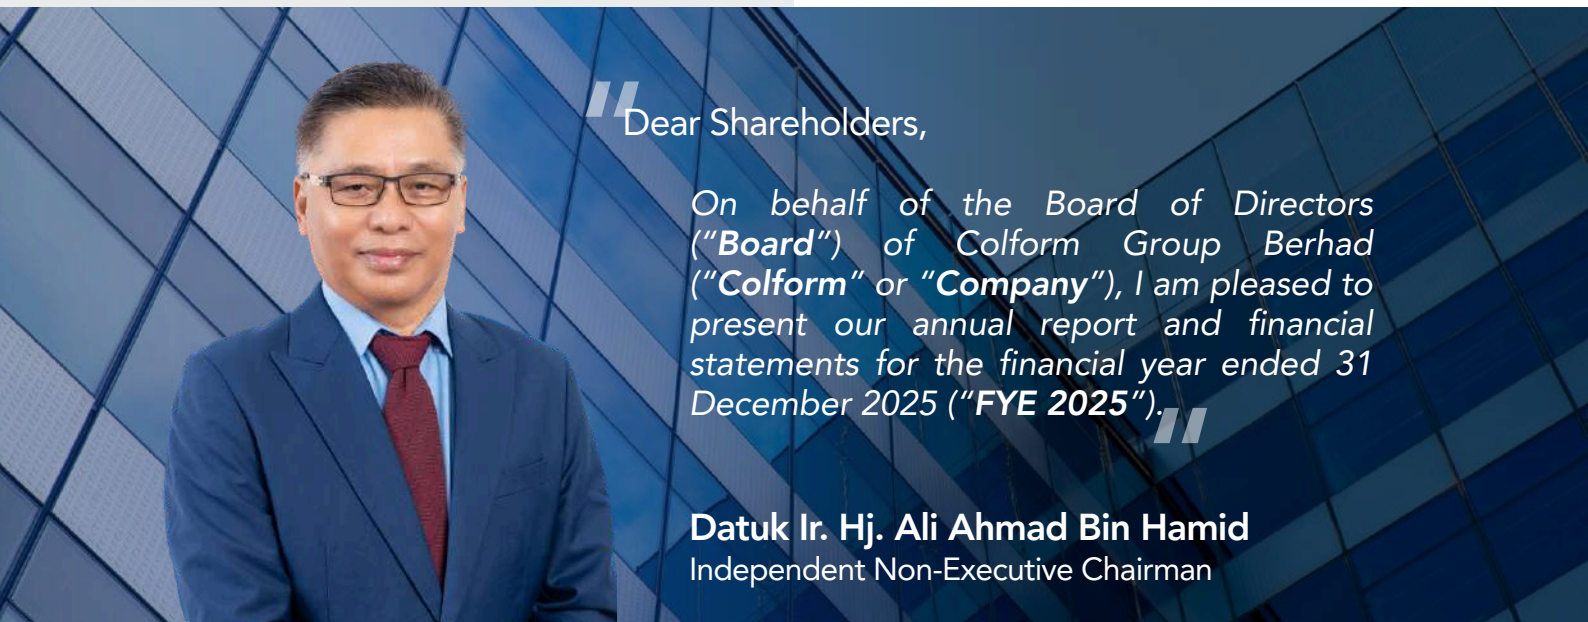 "Dear Shareholders,
On behalf of the Board of Directors
(“Board”) of Colform Group Berhad
(“Colform” or “Company”), I am pleased to
present our annual report and financial
statements for the financial year ended 31
December 2025 (“FYE 2025”)."
Datuk Ir. Hj. Ali Ahmad Bin Hamid
Independent Non-Executive Chairman